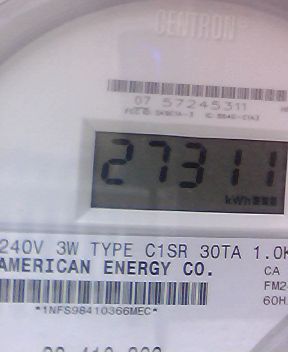 CENTRON®
07 57245311
27311
kWh
240V 3W TYPE C1SR 30TA 1.0K
AMERICAN ENERGY CO.
CA
FM2
60H
*1NFS98410366MEC*